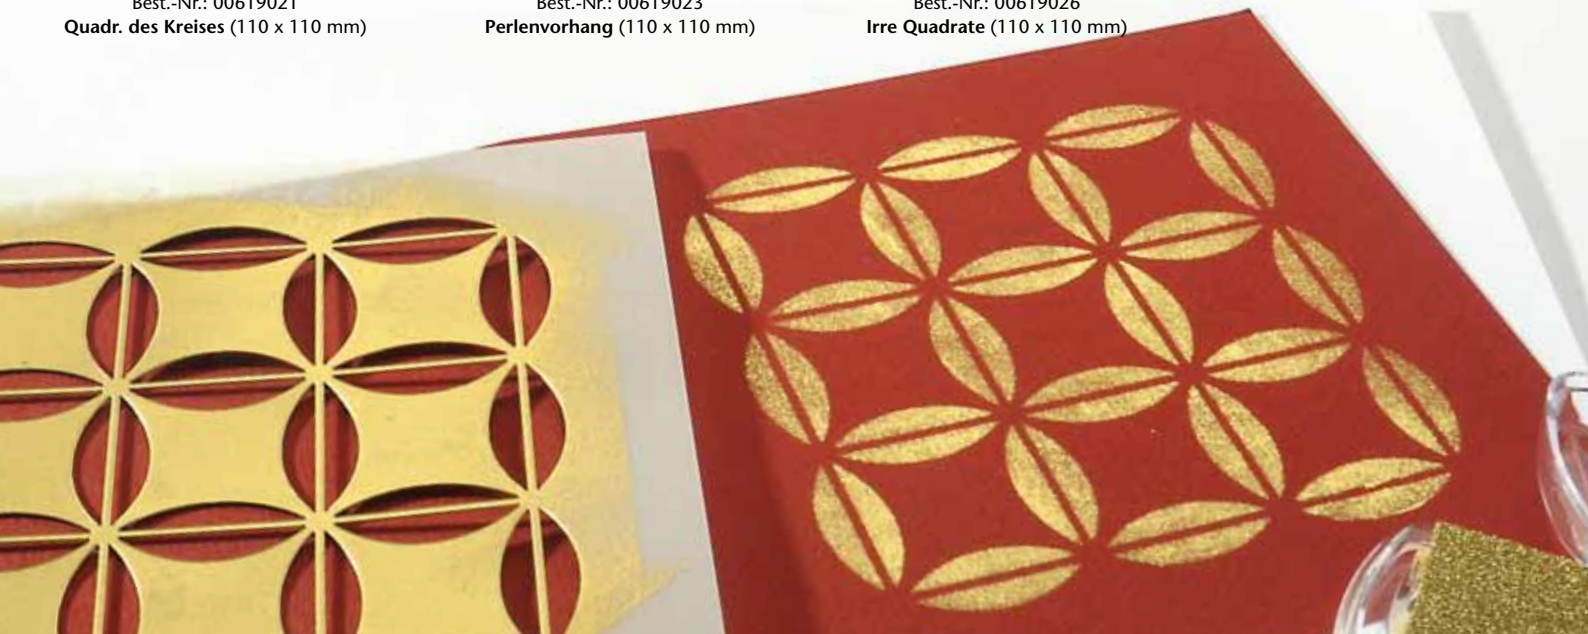 Best.-Nr.: 00619021
Quadr. des Kreises (110 x 110 mm)
Best.-Nr.: 00619023
Perlenvorhang (110 x 110 mm)
Best.-Nr.: 00619026
Irre Quadrate (110 x 110 mm)